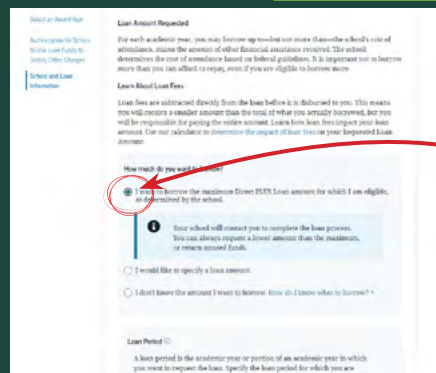 Select an Award Year
Authorization for School
to Use Loan Funds to
Satisfy Other Charges
School and Loan
Information
Loan Amount Requested
For each academic year, you may borrow up to—but not more than—the school's cost of
attendance, minus the amount of other financial assistance received. The school
determines the cost of attendance based on federal guidelines. It is important not to borrow
more than you can afford to repay, even if you are eligible to borrow more.
Learn About Loan Fees
Loan fees are subtracted directly from the loan before it is disbursed to you. This means
you will receive a smaller amount than the total of what you actually borrowed, but you
will be responsible for paying the entire amount. Learn how loan fees impact your loan
amount. Use our calculator to determine the impact of loan fees on your Requested Loan
Amount.
How much do you want to borrow?
I want to borrow the maximum Direct PLUS Loan amount for which I am eligible,
as determined by the school.
Your school will contact you to complete the loan process.
You can always request a lower amount than the maximum,
or return unused funds.
I would like to specify a loan amount.
I don't know the amount I want to borrow. How do I know what to borrow?
Loan Period
A loan period is the academic year or portion of an academic year in which
you want to request the loan. Specify the loan period for which you are